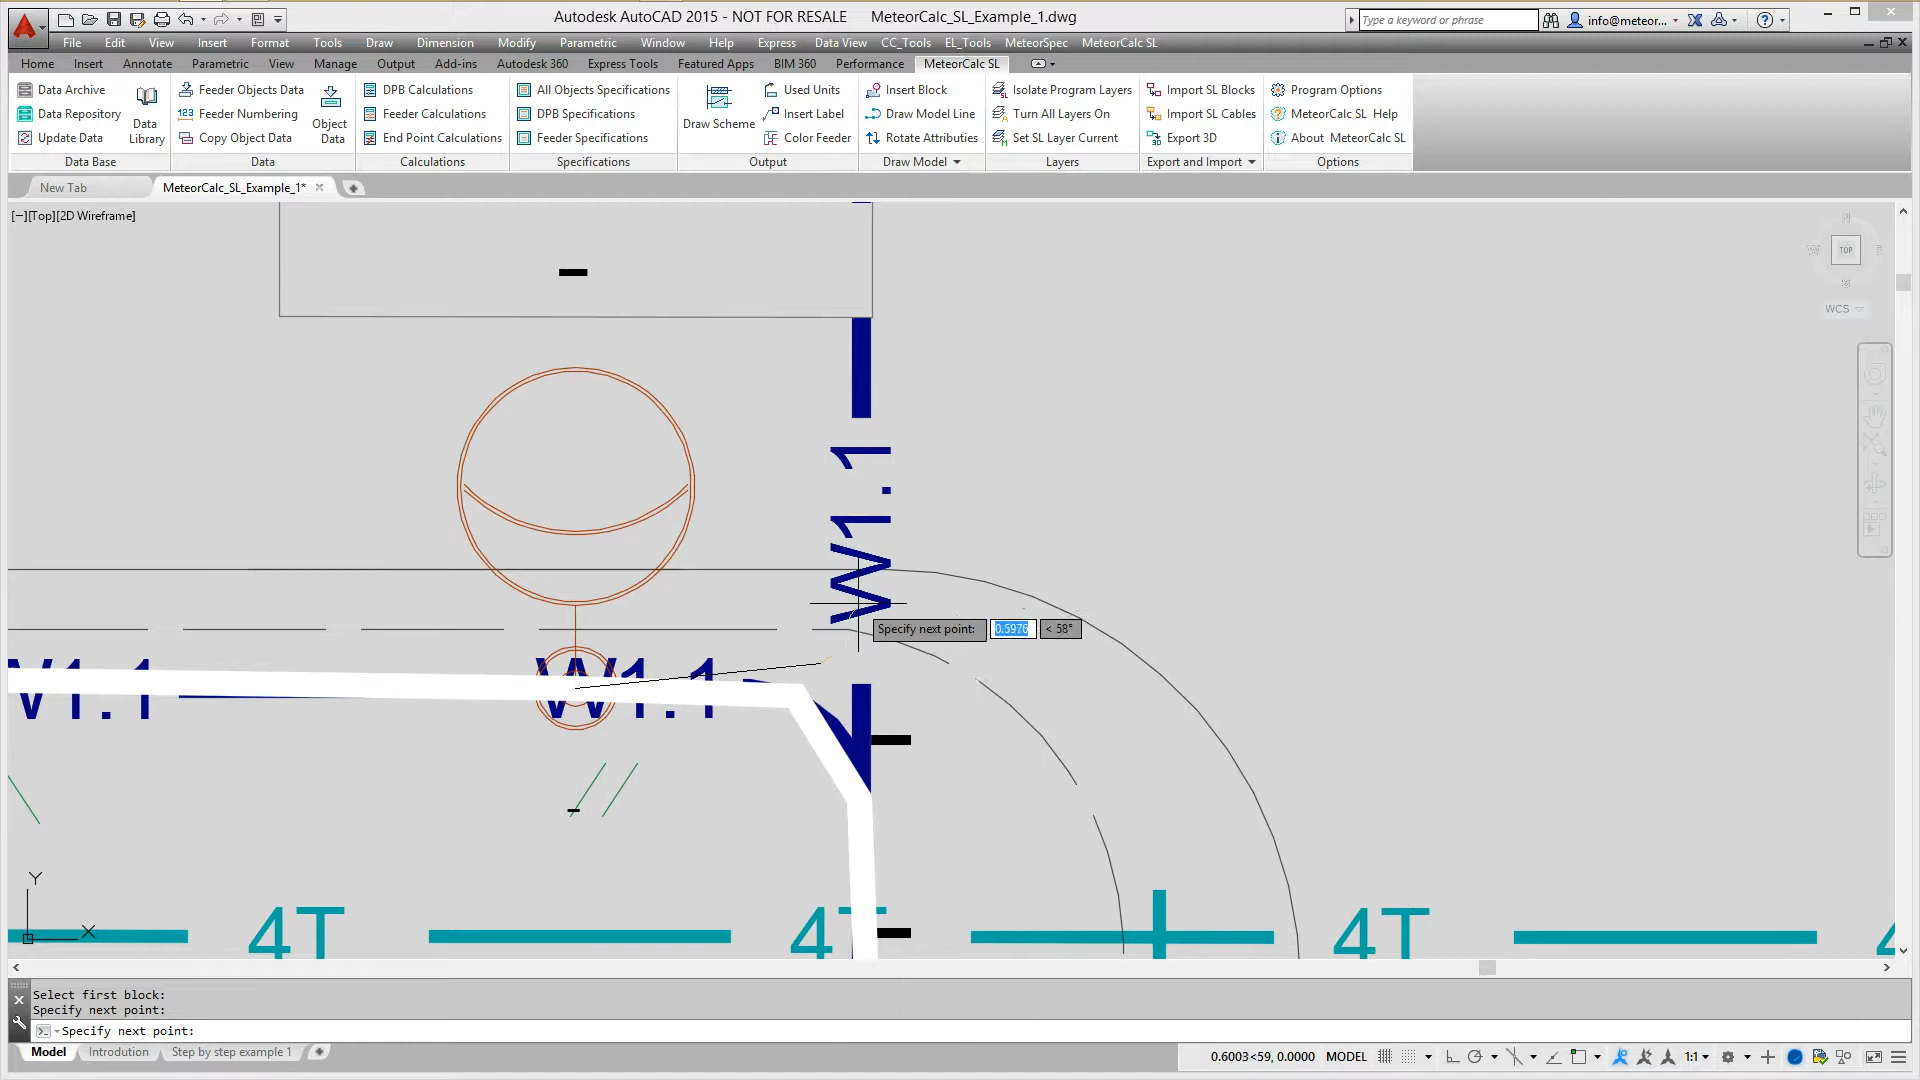 Autodesk AutoCAD 2015 - NOT FOR RESALE MeteorCalc_SL_Example_1.dwg
Type a keyword or phrase
info@meteor...
File Edit View Insert Format Tools Draw Dimension Modify Parametric Window Help Express Data View CC_Tools EL_Tools MeteorSpec MeteorCalc SL
Home Insert Annotate Parametric View Manage Output Add-ins Autodesk 360 Express Tools Featured Apps BIM 360 Performance MeteorCalc SL
Data Archive
Data Repository
Update Data
Data Library
Data Base
Feeder Objects Data
Feeder Numbering
Copy Object Data
Object Data
Data
DPB Calculations
Feeder Calculations
End Point Calculations
Calculations
All Objects Specifications
DPB Specifications
Feeder Specifications
Specifications
Draw Scheme
Used Units
Insert Label
Color Feeder
Output
Insert Block
Draw Model Line
Rotate Attributies
Draw Model
Isolate Program Layers
Turn All Layers On
Set SL Layer Current
Layers
Import SL Blocks
Import SL Cables
Export 3D
Export and Import
Program Options
MeteorCalc SL Help
About MeteorCalc SL
Options
New Tab
MeteorCalc_SL_Example_1*
[−][Top][2D Wireframe]
TOP
WCS
W1.1
Specify next point: 0.5976 < 58°
W1.1
W1.1
Y
X
4T
4T
4T
Select first block:
Specify next point:
Specify next point:
Model Introdution Step by step example 1
0.6003<59, 0.0000 MODEL
1:1